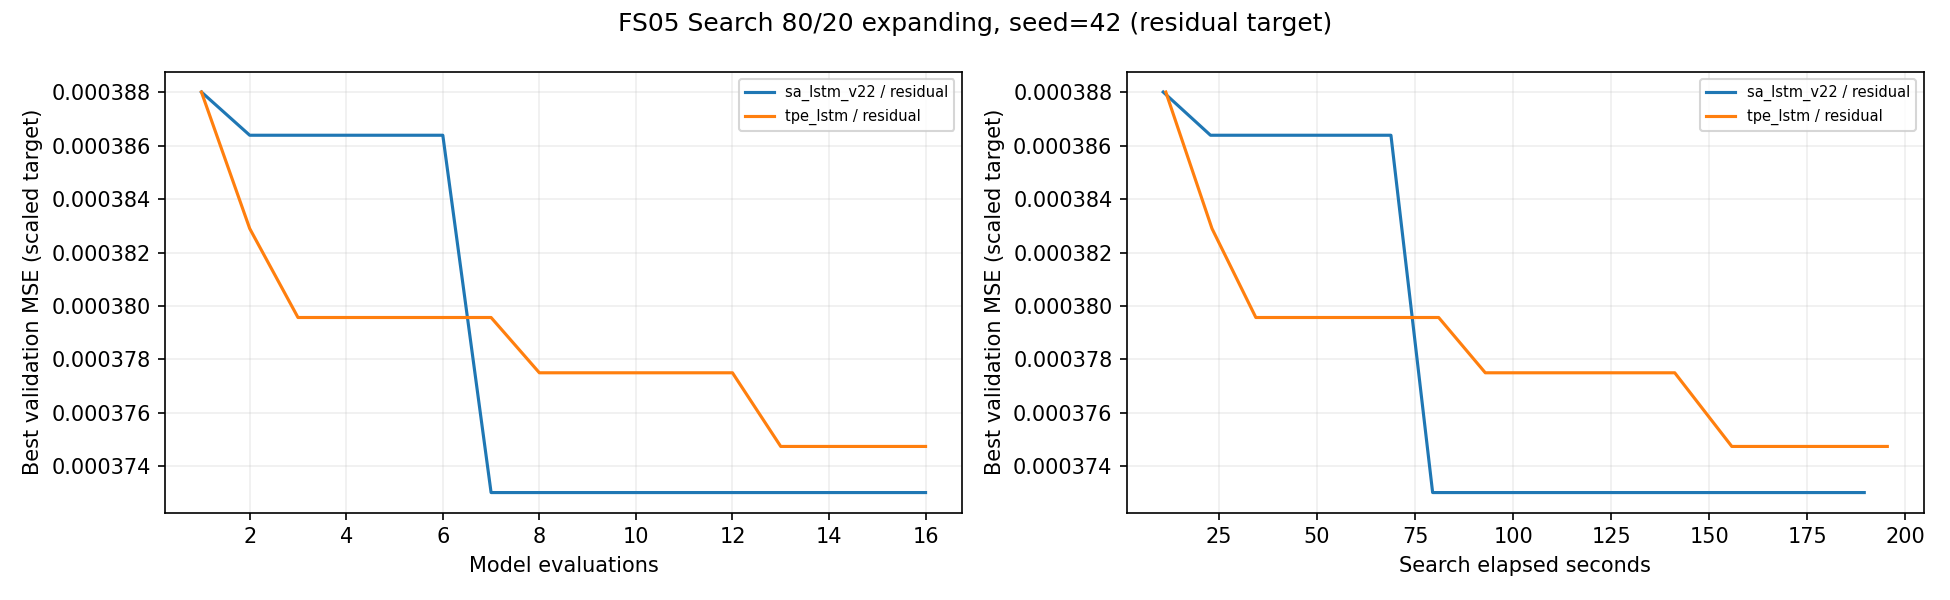 FS05 Search 80/20 expanding, seed=42 (residual target)
Best validation MSE (scaled target)
0.000388
0.000386
0.000384
0.000382
0.000380
0.000378
0.000376
0.000374
sa_lstm_v22 / residual
tpe_lstm / residual
2 4 6 8 10 12 14 16
Model evaluations
Best validation MSE (scaled target)
0.000388
0.000386
0.000384
0.000382
0.000380
0.000378
0.000376
0.000374
sa_lstm_v22 / residual
tpe_lstm / residual
25 50 75 100 125 150 175 200
Search elapsed seconds